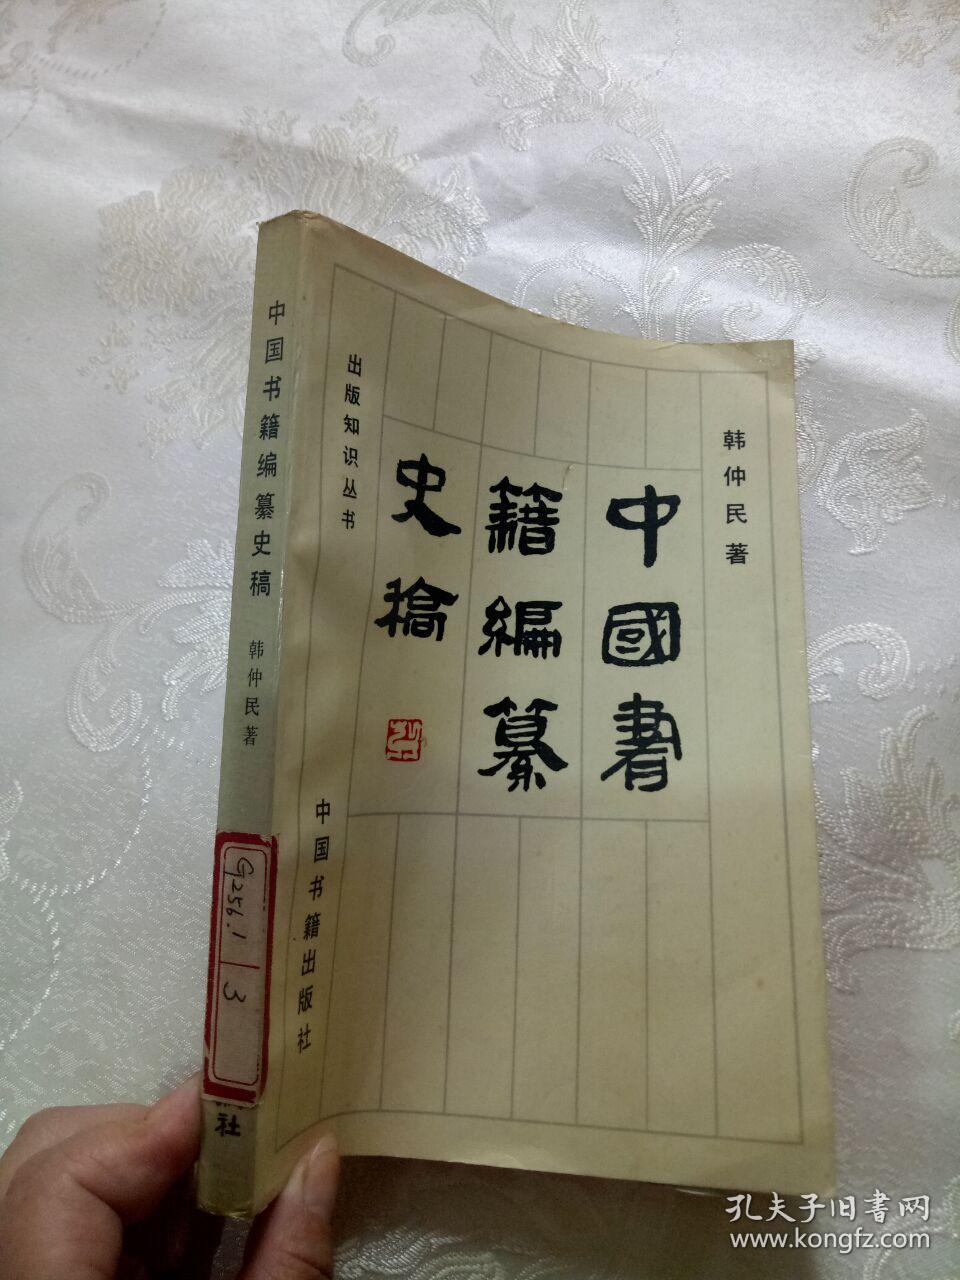 韩仲民著
中國書
籍編纂
史稿
出版知识丛书
中国书籍出版社
中国书籍编纂史稿
韩仲民著
G256.1
3
社
孔夫子旧书网
www.kongfz.com